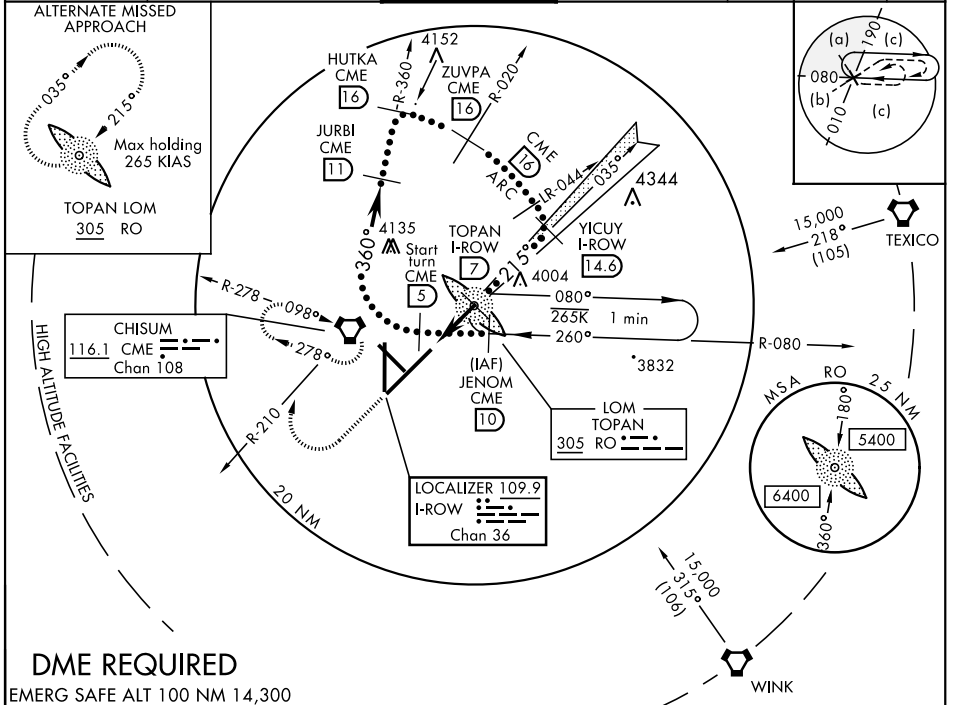 ALTERNATE MISSED
APPROACH
035°
215°
Max holding
265 KIAS
TOPAN LOM
305 RO
HUTKA
CME
16
R-360
4152
ZUVPA
CME
16
R-020
JURBI
CME
11
CME
16
ARC
LR-044
035°
4344
360°
4135
Start
turn
CME
5
TOPAN
I-ROW
7
215°
YICUY
I-ROW
14.6
4004
080°
265K
1 min
260°
R-080
3832
(IAF)
JENOM
CME
10
R-278
098°
278°
CHISUM
116.1 CME
Chan 108
R-210
LOM
TOPAN
305 RO
LOCALIZER 109.9
I-ROW
Chan 36
20 NM
HIGH ALTITUDE FACILITIES
(a)
190
(c)
080
(b)
010
(c)
15,000
218°
(105)
TEXICO
MSA RO 25 NM
180°
5400
6400
360°
15,000
315°
(106)
WINK
DME REQUIRED
EMERG SAFE ALT 100 NM 14,300